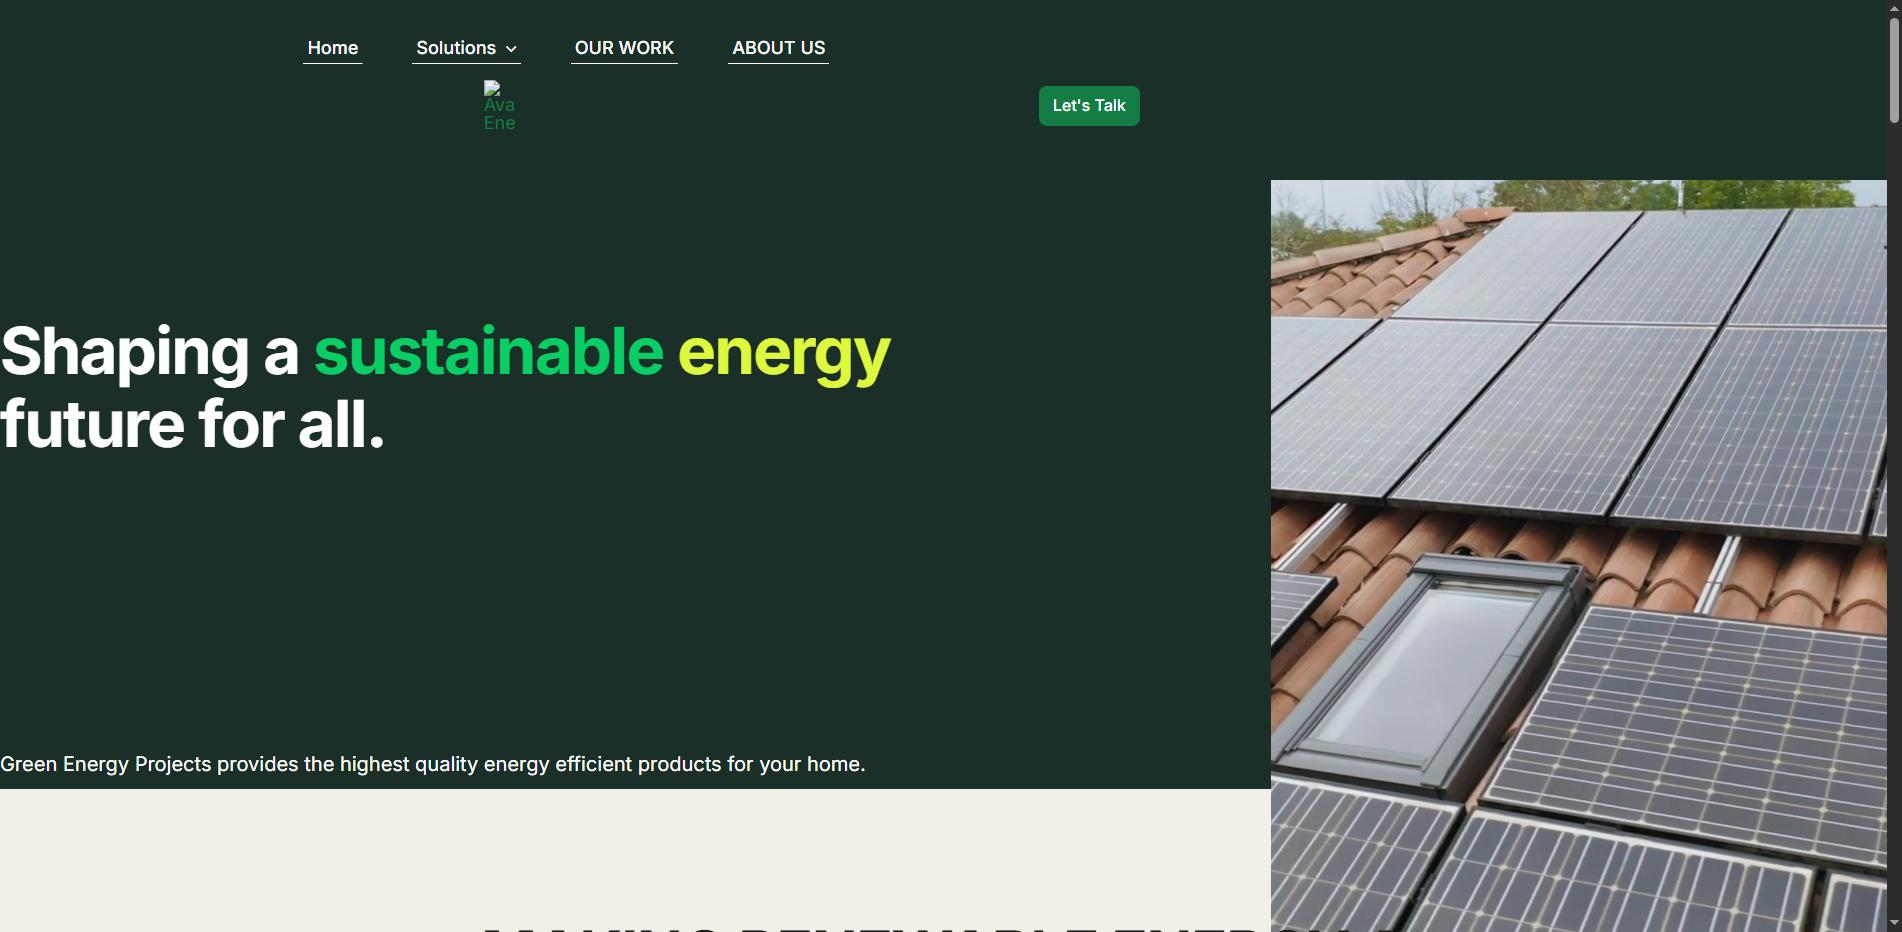 Home
Solutions
OUR WORK
ABOUT US
Ava
Ene
Let's Talk
Shaping a sustainable energy
future for all.
Green Energy Projects provides the highest quality energy efficient products for your home.